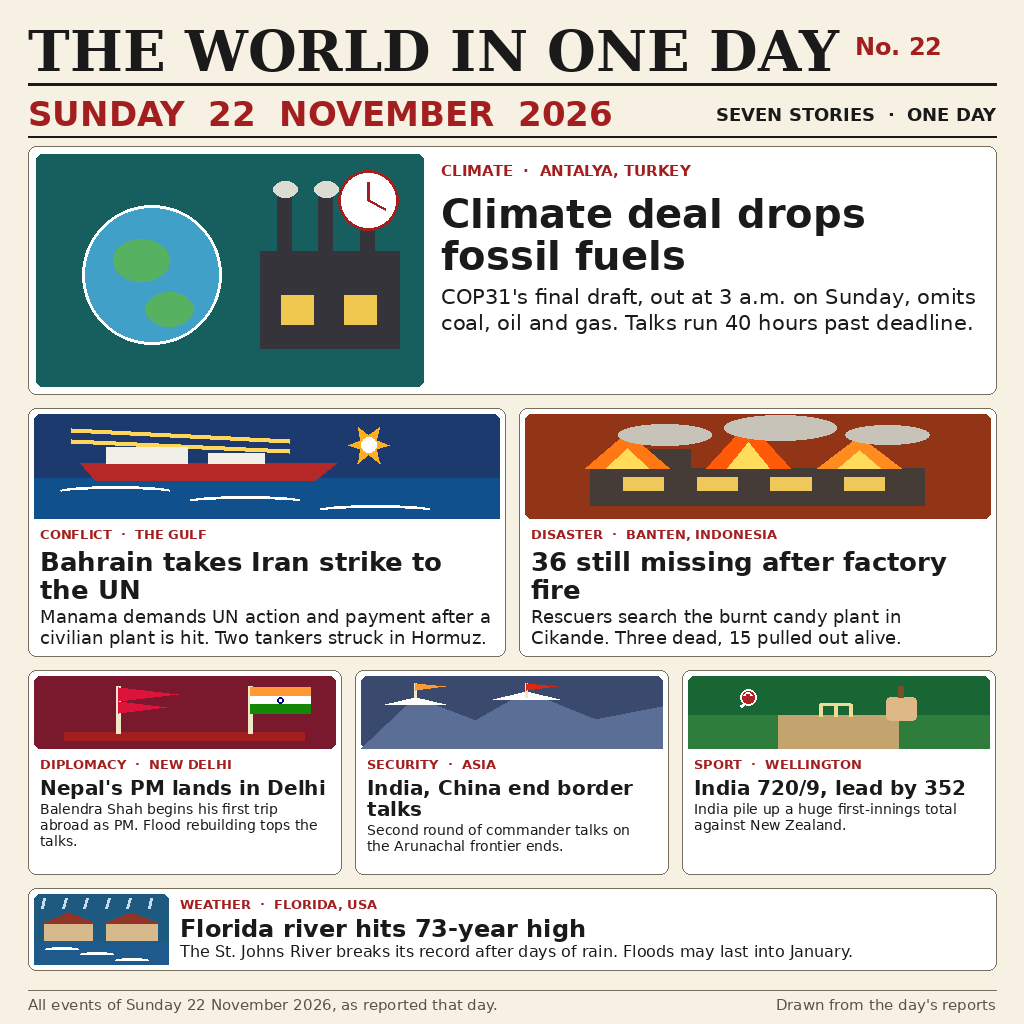 THE WORLD IN ONE DAY No. 22
SUNDAY 22 NOVEMBER 2026
SEVEN STORIES · ONE DAY
CLIMATE · ANTALYA, TURKEY
Climate deal drops
fossil fuels
COP31's final draft, out at 3 a.m. on Sunday, omits
coal, oil and gas. Talks run 40 hours past deadline.
CONFLICT · THE GULF
Bahrain takes Iran strike to
the UN
Manama demands UN action and payment after a
civilian plant is hit. Two tankers struck in Hormuz.
DISASTER · BANTEN, INDONESIA
36 still missing after factory
fire
Rescuers search the burnt candy plant in
Cikande. Three dead, 15 pulled out alive.
DIPLOMACY · NEW DELHI
Nepal's PM lands in Delhi
Balendra Shah begins his first trip
abroad as PM. Flood rebuilding tops the
talks.
SECURITY · ASIA
India, China end border
talks
Second round of commander talks on
the Arunachal frontier ends.
SPORT · WELLINGTON
India 720/9, lead by 352
India pile up a huge first-innings total
against New Zealand.
WEATHER · FLORIDA, USA
Florida river hits 73-year high
The St. Johns River breaks its record after days of rain. Floods may last into January.
All events of Sunday 22 November 2026, as reported that day.
Drawn from the day's reports